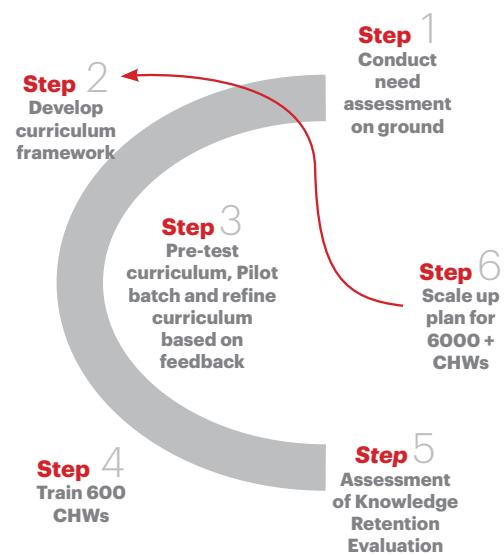 Step 1
Conduct
need
assessment
on ground
Step 2
Develop
curriculum
framework
Step 3
Pre-test
curriculum, Pilot
batch and refine
curriculum
based on
feedback
Step 4
Train 600
CHWs
Step 5
Assessment
of Knowledge
Retention
Evaluation
Step 6
Scale up
plan for
6000 +
CHWs